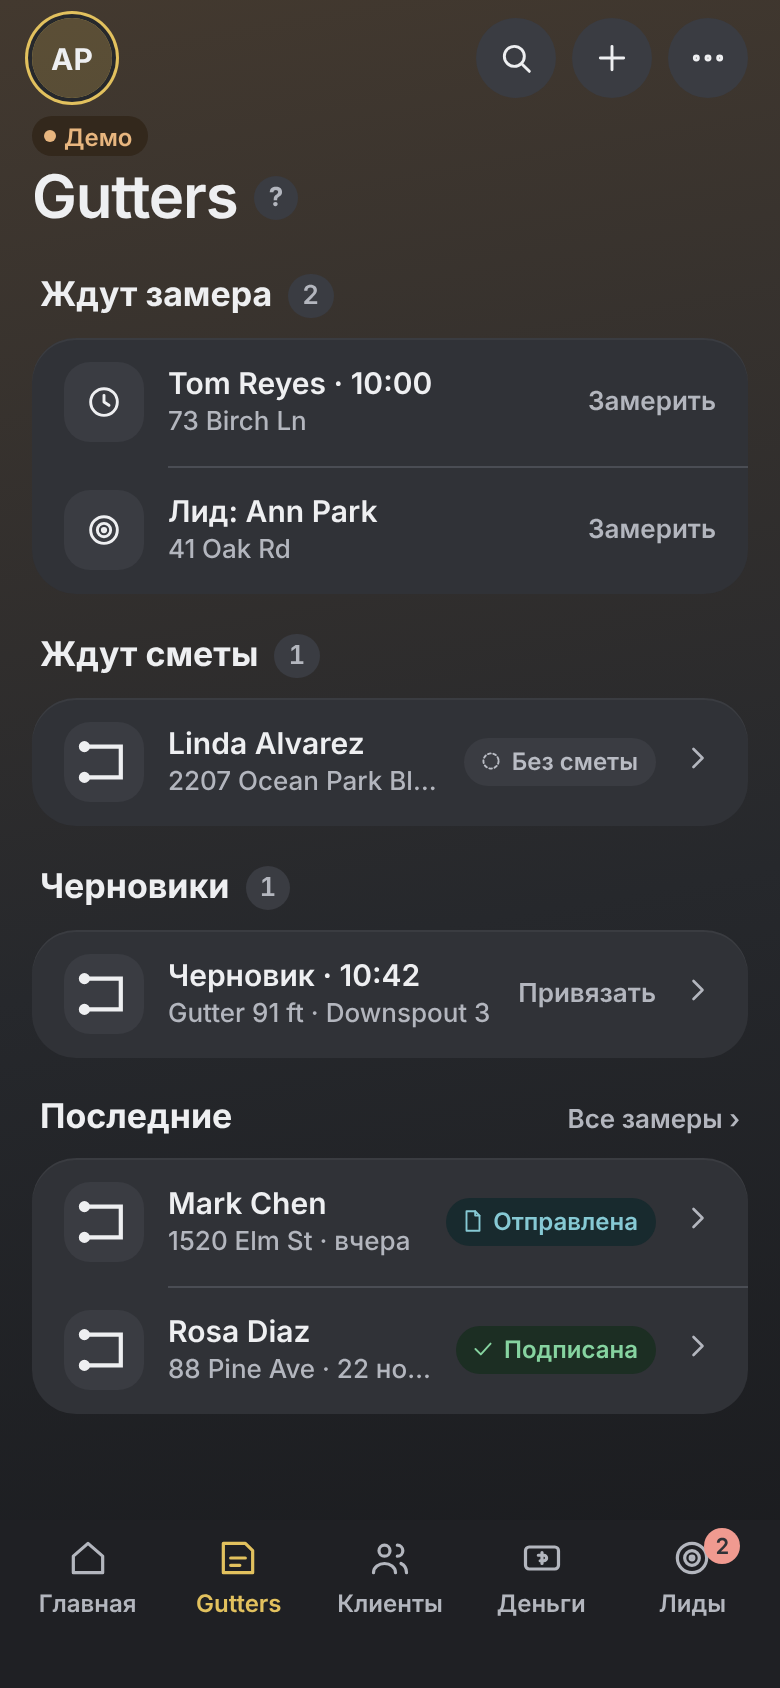 AP
Демо
Gutters ?
Ждут замера 2
Tom Reyes · 10:00
73 Birch Ln
Замерить
Лид: Ann Park
41 Oak Rd
Замерить
Ждут сметы 1
Linda Alvarez
2207 Ocean Park Bl...
Без сметы
Черновики 1
Черновик · 10:42
Gutter 91 ft · Downspout 3
Привязать
Последние
Все замеры ›
Mark Chen
1520 Elm St · вчера
Отправлена
Rosa Diaz
88 Pine Ave · 22 но...
Подписана
2
Главная
Gutters
Клиенты
Деньги
Лиды